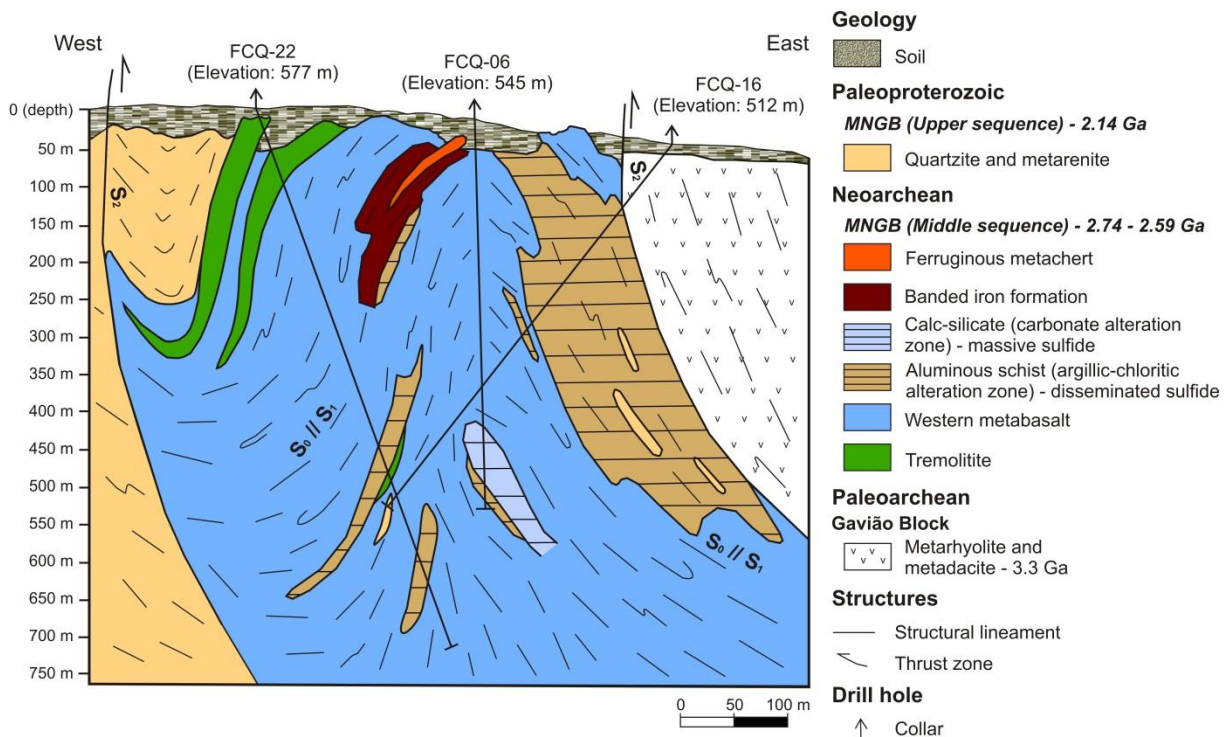 West
East
FCQ-22
(Elevation: 577 m)
FCQ-06
(Elevation: 545 m)
FCQ-16
(Elevation: 512 m)
0 (depth)
50 m
100 m
150 m
200 m
250 m
300 m
350 m
400 m
450 m
500 m
550 m
600 m
650 m
700 m
750 m
S2
S2
S0 // S1
S0 // S1
0 50 100 m
Geology
Soil
Paleoproterozoic
MNGB (Upper sequence) - 2.14 Ga
Quartzite and metarenite
Neoarchean
MNGB (Middle sequence) - 2.74 - 2.59 Ga
Ferruginous metachert
Banded iron formation
Calc-silicate (carbonate alteration
zone) - massive sulfide
Aluminous schist (argillic-chloritic
alteration zone) - disseminated sulfide
Western metabasalt
Tremolitite
Paleoarchean
Gavião Block
Metarhyolite and
metadacite - 3.3 Ga
Structures
Structural lineament
Thrust zone
Drill hole
Collar